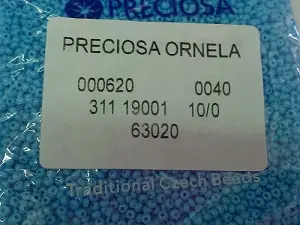 PRECIOSA
PRECIOSA ORNELA
000620 0040
311 19001 10/0
63020
Traditional Czech Beads